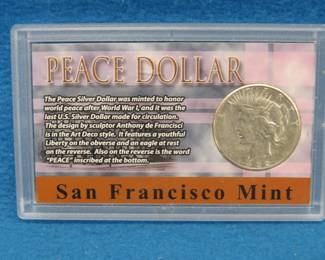 PEACE DOLLAR
The Peace Silver Dollar was minted to honor
world peace after World War I, and it was the
last U.S. Silver Dollar made for circulation.
The design by sculptor Anthony de Francisci
is in the Art Deco style. It features a youthful
Liberty on the obverse and an eagle at rest
on the reverse. Also on the reverse is the word
"PEACE" inscribed at the bottom.
San Francisco Mint